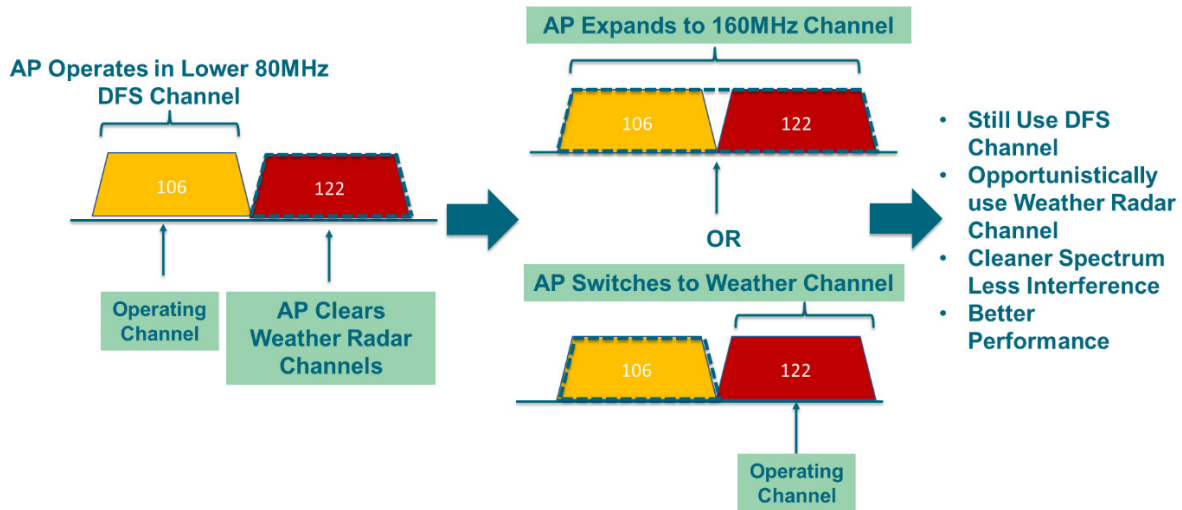 AP Operates in Lower 80MHz
DFS Channel
106
122
Operating
Channel
AP Clears
Weather Radar
Channels
AP Expands to 160MHz Channel
106
122
OR
AP Switches to Weather Channel
106
122
Operating
Channel
• Still Use DFS
Channel
• Opportunistically
use Weather Radar
Channel
• Cleaner Spectrum
Less Interference
• Better
Performance